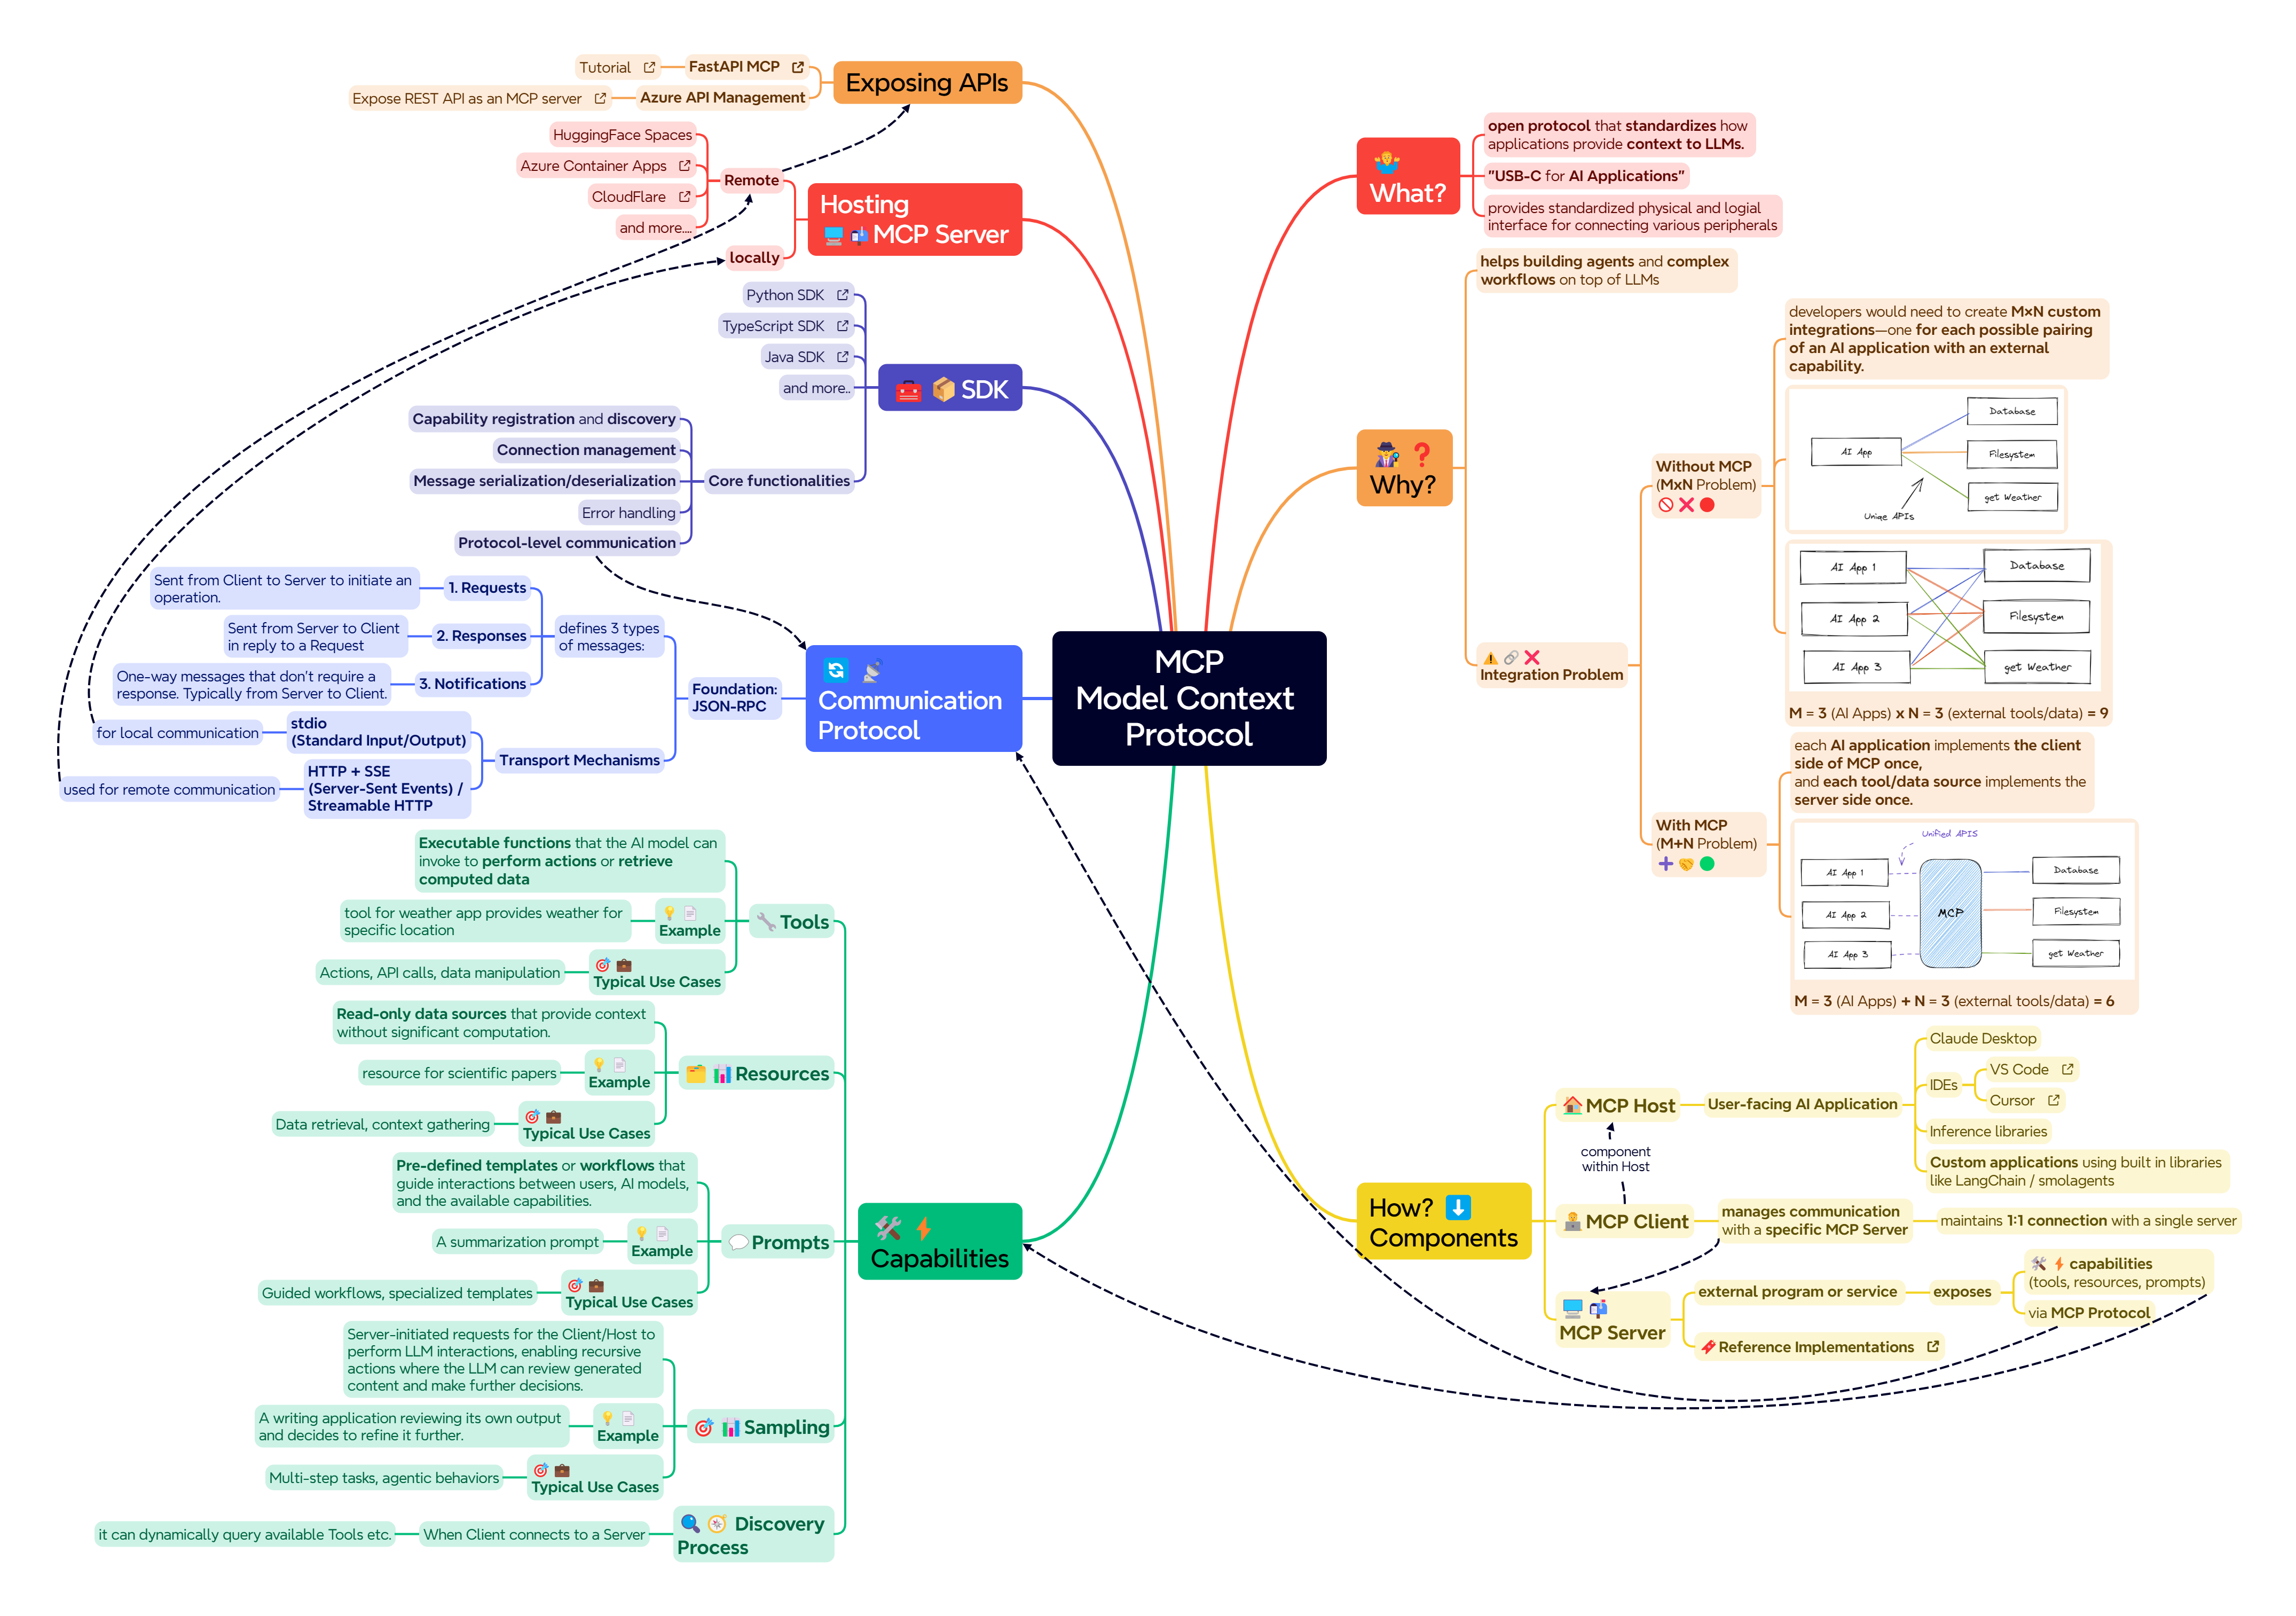 MCP
Model Context
Protocol
Exposing APIs
FastAPI MCP
Tutorial
Azure API Management
Expose REST API as an MCP server
Hosting
MCP Server
Remote
HuggingFace Spaces
Azure Container Apps
CloudFlare
and more....
locally
SDK
Python SDK
TypeScript SDK
Java SDK
and more..
Core functionalities
Capability registration and discovery
Connection management
Message serialization/deserialization
Error handling
Protocol-level communication
Communication
Protocol
Foundation:
JSON-RPC
defines 3 types
of messages:
1. Requests
Sent from Client to Server to initiate an
operation.
2. Responses
Sent from Server to Client
in reply to a Request
3. Notifications
One-way messages that don't require a
response. Typically from Server to Client.
Transport Mechanisms
stdio
(Standard Input/Output)
for local communication
HTTP + SSE
(Server-Sent Events) /
Streamable HTTP
used for remote communication
Capabilities
Tools
Executable functions that the AI model can
invoke to perform actions or retrieve
computed data
Example
tool for weather app provides weather for
specific location
Typical Use Cases
Actions, API calls, data manipulation
Resources
Read-only data sources that provide context
without significant computation.
Example
resource for scientific papers
Typical Use Cases
Data retrieval, context gathering
Prompts
Pre-defined templates or workflows that
guide interactions between users, AI models,
and the available capabilities.
Example
A summarization prompt
Typical Use Cases
Guided workflows, specialized templates
Sampling
Server-initiated requests for the Client/Host to
perform LLM interactions, enabling recursive
actions where the LLM can review generated
content and make further decisions.
Example
A writing application reviewing its own output
and decides to refine it further.
Typical Use Cases
Multi-step tasks, agentic behaviors
Discovery
Process
When Client connects to a Server
it can dynamically query available Tools etc.
What?
open protocol that standardizes how
applications provide context to LLMs.
"USB-C for AI Applications"
provides standardized physical and logial
interface for connecting various peripherals
Why?
helps building agents and complex
workflows on top of LLMs
Integration Problem
Without MCP
(MxN Problem)
developers would need to create M×N custom
integrations—one for each possible pairing
of an AI application with an external
capability.
AI App
Database
Filesystem
get Weather
Uniqe APIs
AI App 1
AI App 2
AI App 3
Database
Filesystem
get Weather
M = 3 (AI Apps) x N = 3 (external tools/data) = 9
With MCP
(M+N Problem)
each AI application implements the client
side of MCP once,
and each tool/data source implements the
server side once.
Unified APIS
AI App 1
AI App 2
AI App 3
MCP
Database
Filesystem
get Weather
M = 3 (AI Apps) + N = 3 (external tools/data) = 6
How?
Components
MCP Host
User-facing AI Application
Claude Desktop
IDEs
VS Code
Cursor
Inference libraries
Custom applications using built in libraries
like LangChain / smolagents
component
within Host
MCP Client
manages communication
with a specific MCP Server
maintains 1:1 connection with a single server
MCP Server
external program or service
exposes
capabilities
(tools, resources, prompts)
via MCP Protocol
Reference Implementations